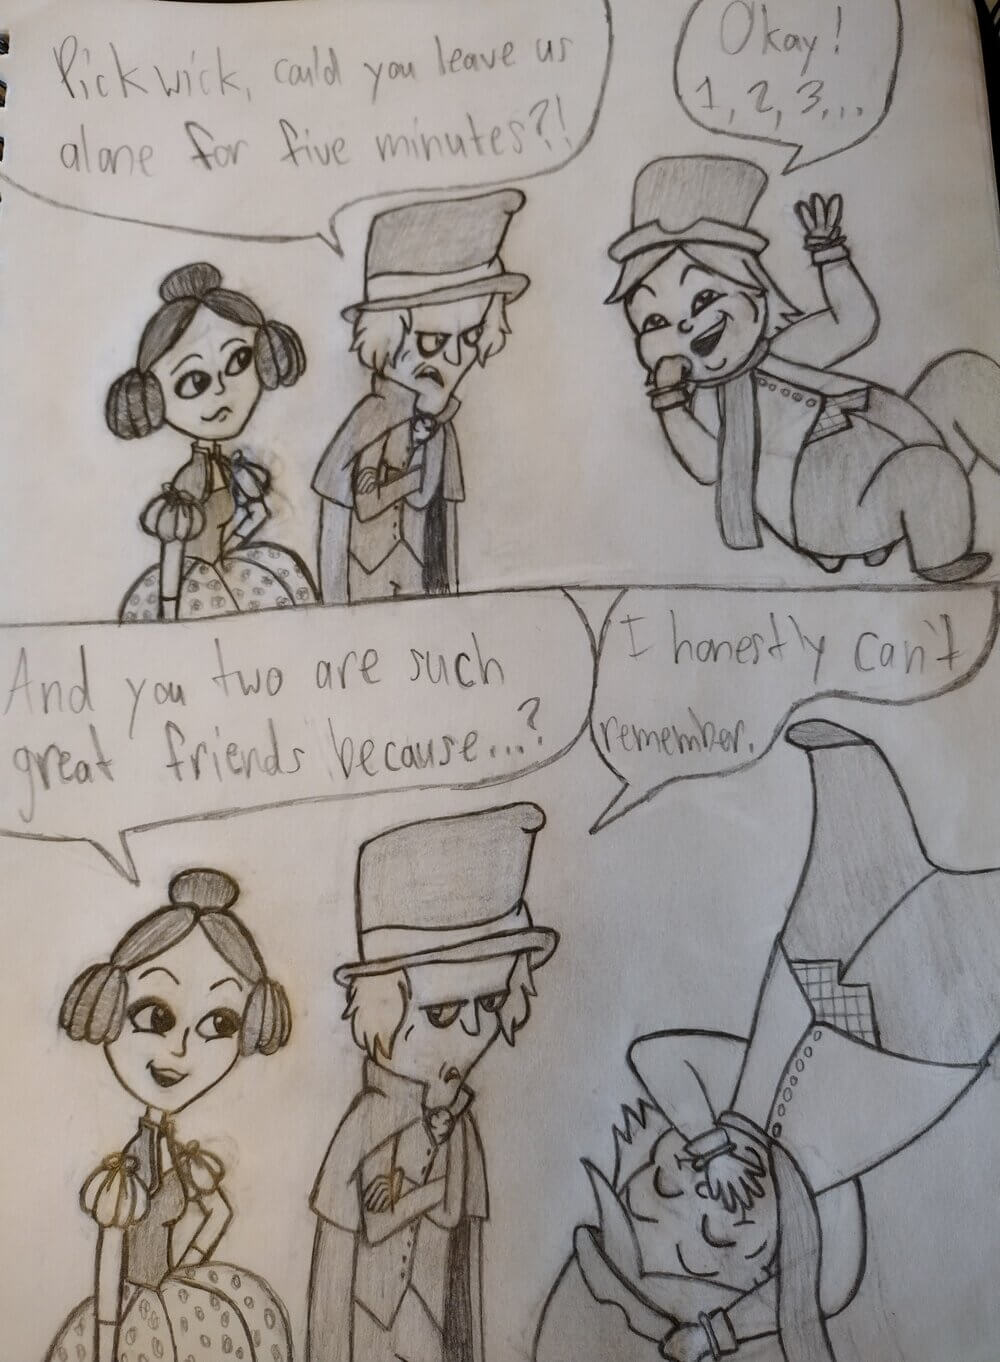 Pickwick, could you leave us
alone for five minutes?!
Okay!
1, 2, 3,...
And you two are such
great friends because...?
I honestly can't
remember.